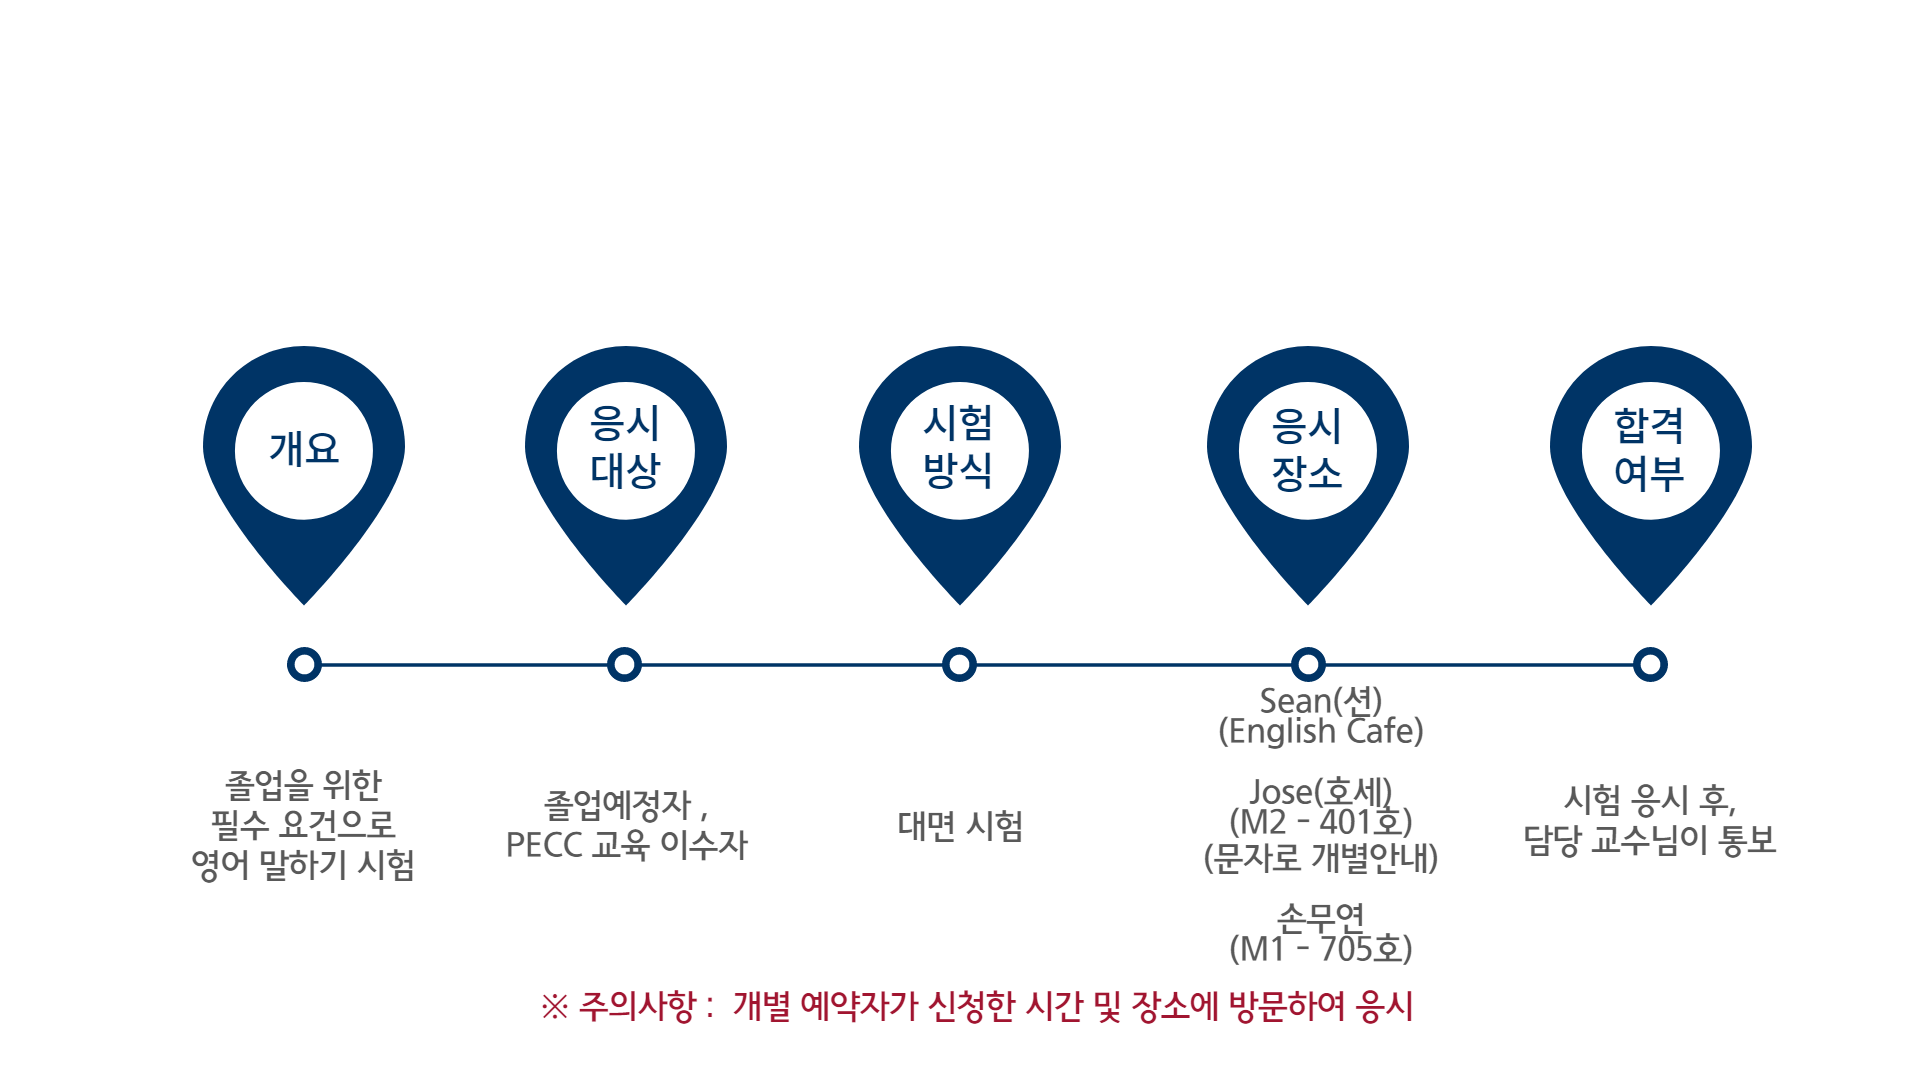 개요
응시
대상
시험
방식
응시
장소
합격
여부
졸업을 위한
필수 요건으로
영어 말하기 시험
졸업예정자 ,
PECC 교육 이수자
대면 시험
Sean(션)
(English Cafe)
Jose(호세)
(M2 - 401호)
(문자로 개별안내)
손무연
(M1 - 705호)
시험 응시 후,
담당 교수님이 통보
※ 주의사항 :  개별 예약자가 신청한 시간 및 장소에 방문하여 응시